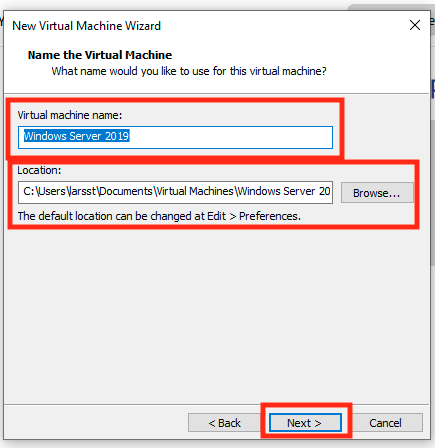 New Virtual Machine Wizard
Name the Virtual Machine
What name would you like to use for this virtual machine?
Virtual machine name:
Windows Server 2019
Location:
C:\Users\larsst\Documents\Virtual Machines\Windows Server 20
Browse...
The default location can be changed at Edit > Preferences.
< Back
Next >
Cancel